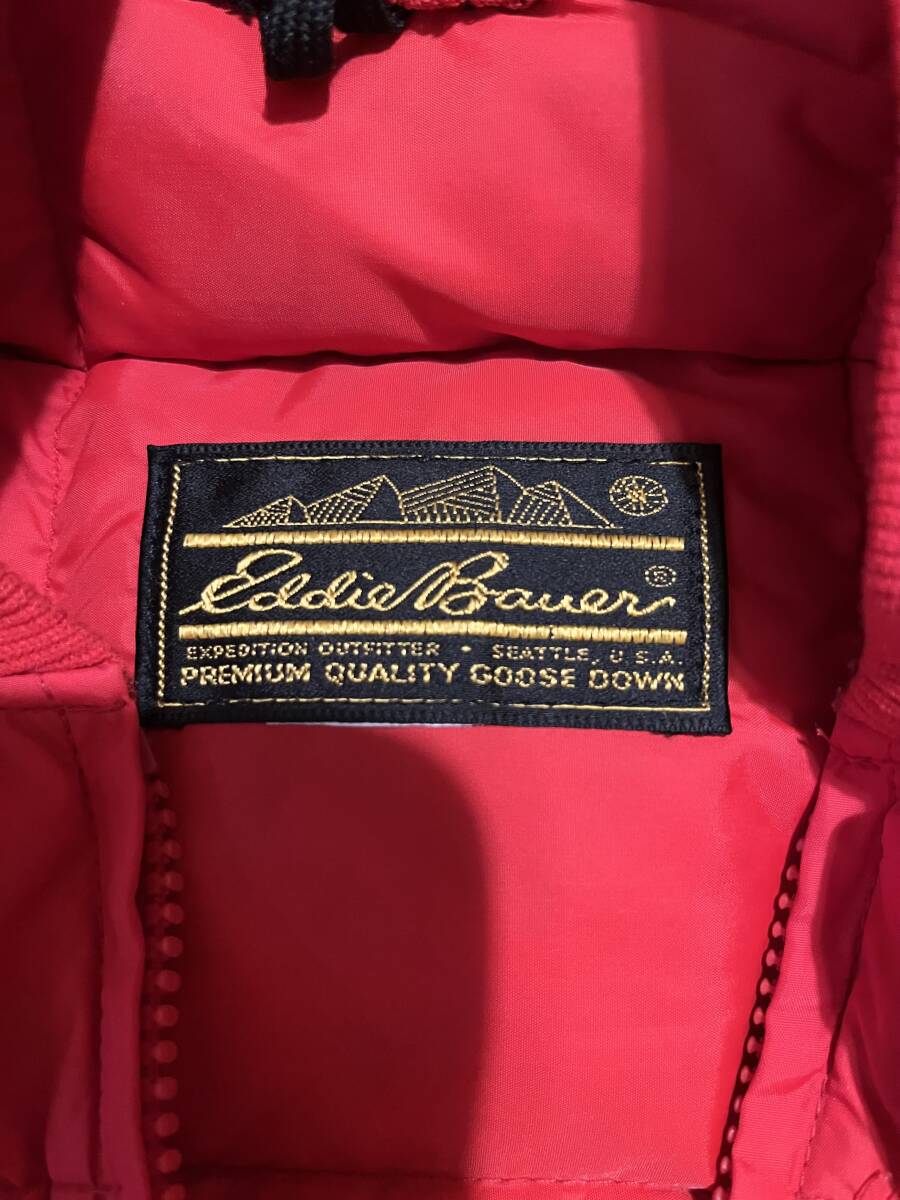 Eddie Bauer ®
EXPEDITION OUTFITTER • SEATTLE, U.S.A.
PREMIUM QUALITY GOOSE DOWN